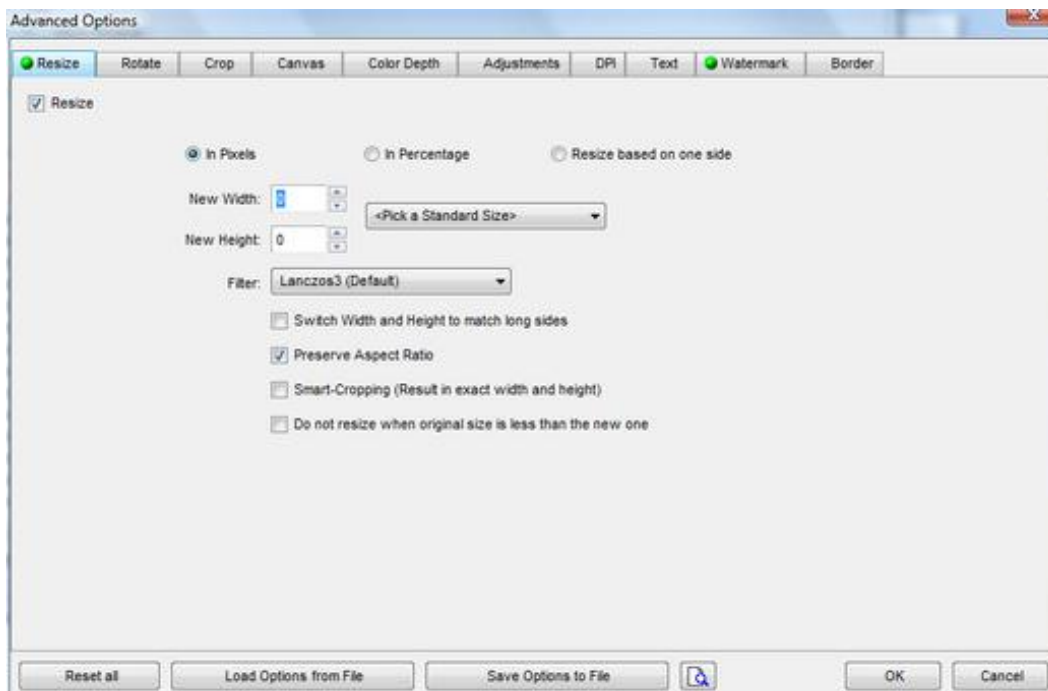 Advanced Options
Resize Rotate Crop Canvas Color Depth Adjustments DPI Text Watermark Border
Resize
In Pixels In Percentage Resize based on one side
New Width: 0
<Pick a Standard Size>
New Height: 0
Filter: Lanczos3 (Default)
Switch Width and Height to match long sides
Preserve Aspect Ratio
Smart-Cropping (Result in exact width and height)
Do not resize when original size is less than the new one
Reset all Load Options from File Save Options to File OK Cancel